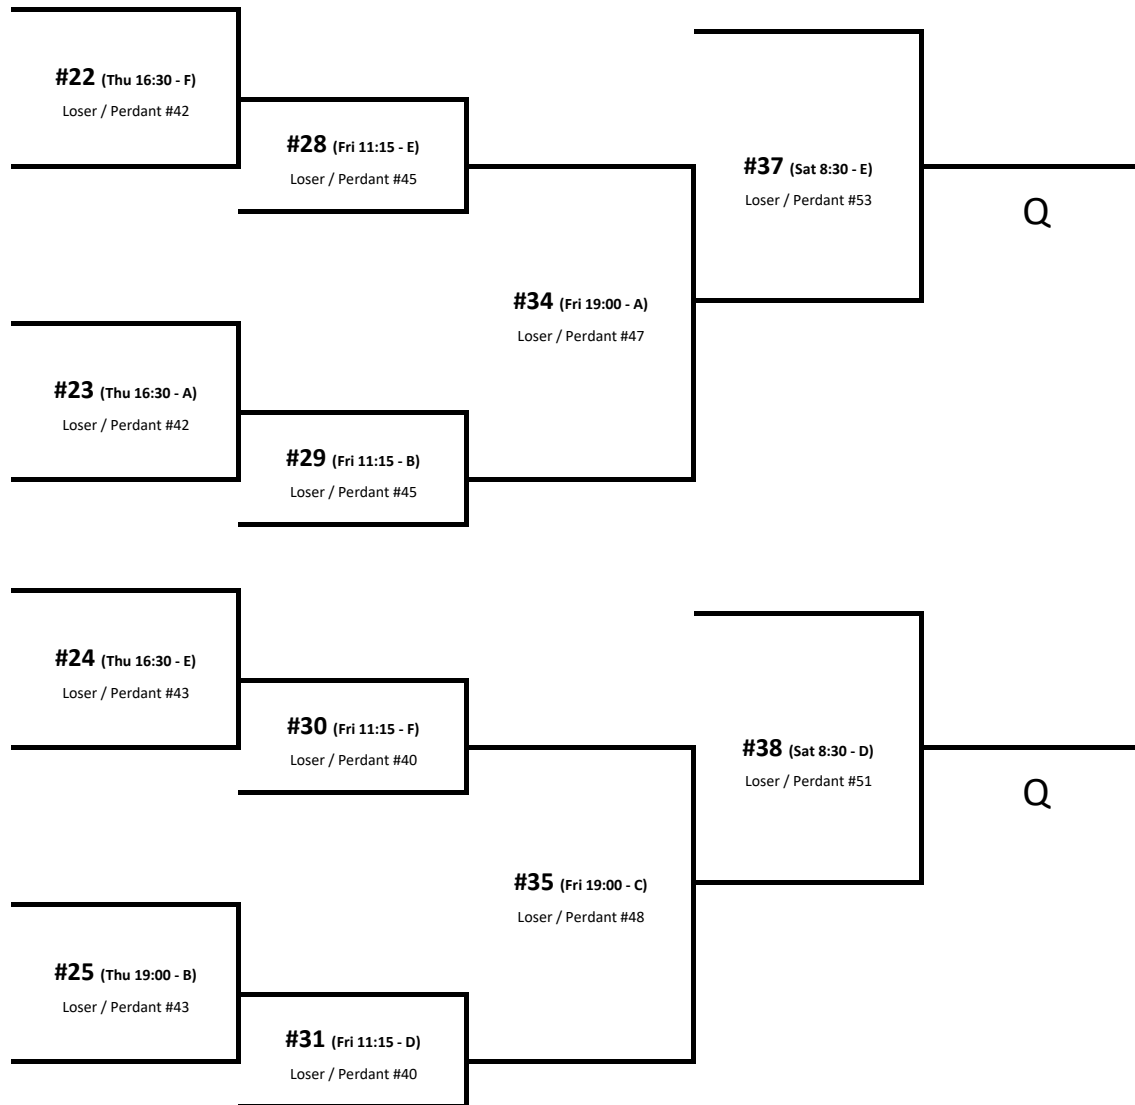 #22 (Thu 16:30 - F)
Loser / Perdant #42
#28 (Fri 11:15 - E)
Loser / Perdant #45
#37 (Sat 8:30 - E)
Loser / Perdant #53
Q
#34 (Fri 19:00 - A)
Loser / Perdant #47
#23 (Thu 16:30 - A)
Loser / Perdant #42
#29 (Fri 11:15 - B)
Loser / Perdant #45
#24 (Thu 16:30 - E)
Loser / Perdant #43
#30 (Fri 11:15 - F)
Loser / Perdant #40
#38 (Sat 8:30 - D)
Loser / Perdant #51
Q
#35 (Fri 19:00 - C)
Loser / Perdant #48
#25 (Thu 19:00 - B)
Loser / Perdant #43
#31 (Fri 11:15 - D)
Loser / Perdant #40